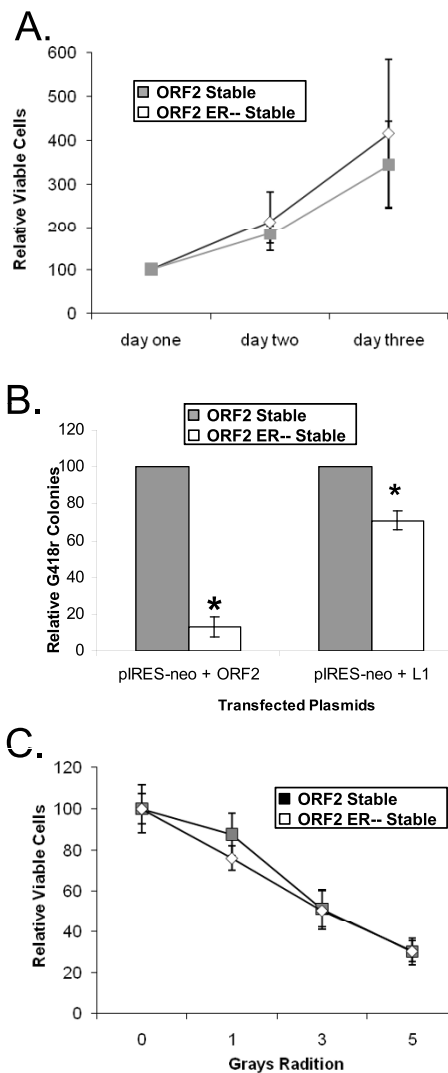 A.
600
500
400
300
200
100
0
Relative Viable Cells
ORF2 Stable
ORF2 ER-- Stable
day one
day two
day three
B.
ORF2 Stable
ORF2 ER-- Stable
120
100
80
60
40
20
0
Relative G418r Colonies
*
*
pIRES-neo + ORF2
pIRES-neo + L1
Transfected Plasmids
C.
120
100
80
60
40
20
0
Relative Viable Cells
ORF2 Stable
ORF2 ER-- Stable
0
1
3
5
Grays Radition